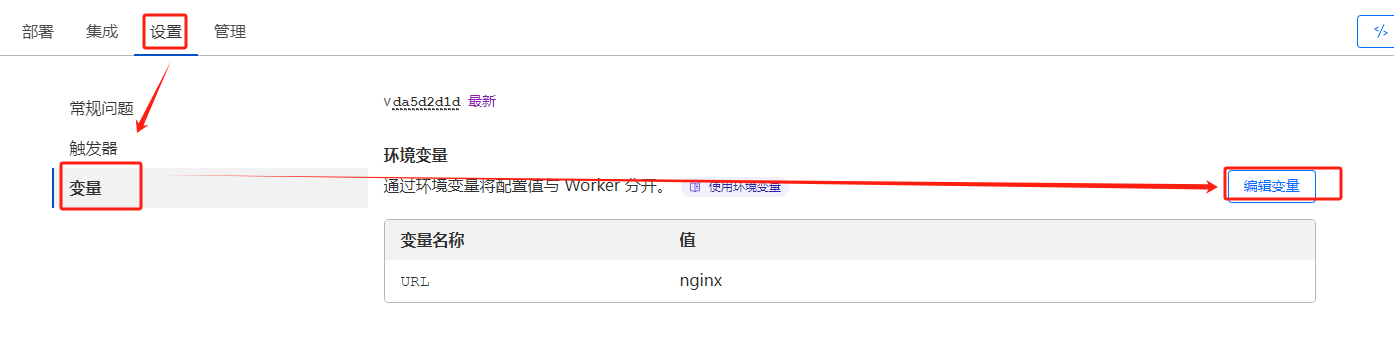 部署 集成 设置 管理
常规问题
触发器
变量
vda5d2d1d 最新
环境变量
通过环境变量将配置值与 Worker 分开。 使用环境变量
编辑变量
变量名称 值
URL nginx